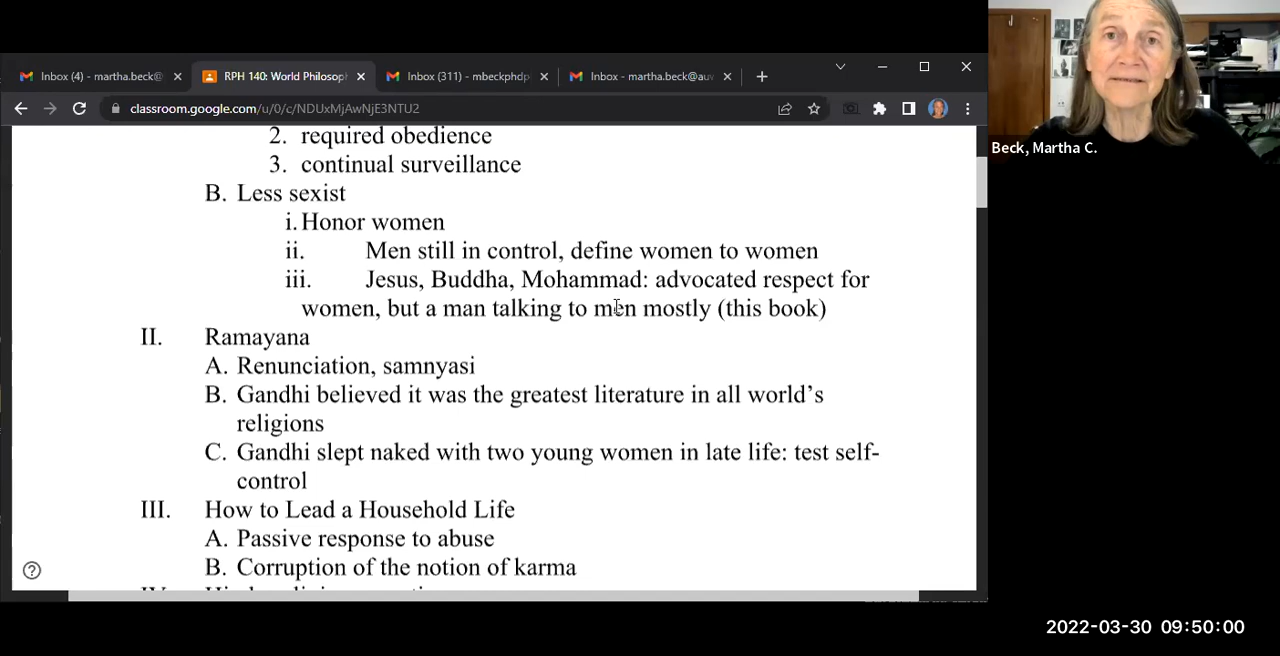 Inbox (4) - martha.beck@
RPH 140: World Philosoph
Inbox (311) - mbeckphdp
Inbox - martha.beck@au
classroom.google.com/u/0/c/NDUxMjAwNjE3NTU2
Beck, Martha C.
2. required obedience
3. continual surveillance
B. Less sexist
i. Honor women
ii. Men still in control, define women to women
iii. Jesus, Buddha, Mohammad: advocated respect for
women, but a man talking to men mostly (this book)
II. Ramayana
A. Renunciation, samnyasi
B. Gandhi believed it was the greatest literature in all world’s
religions
C. Gandhi slept naked with two young women in late life: test self-
control
III. How to Lead a Household Life
A. Passive response to abuse
B. Corruption of the notion of karma
2022-03-30 09:50:00